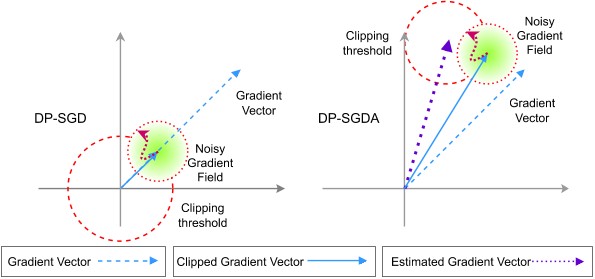 DP-SGD
Gradient
Vector
Noisy
Gradient
Field
Clipping
threshold
Clipping
threshold
Noisy
Gradient
Field
DP-SGDA
Gradient
Vector
Gradient Vector
Clipped Gradient Vector
Estimated Gradient Vector